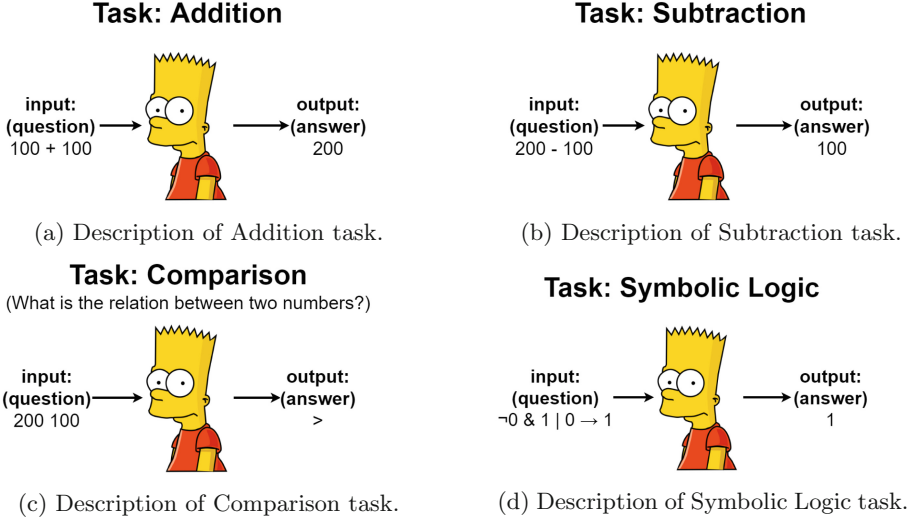 Task: Addition
input:
(question)
100 + 100
output:
(answer)
200
(a) Description of Addition task.
Task: Subtraction
input:
(question)
200 - 100
output:
(answer)
100
(b) Description of Subtraction task.
Task: Comparison
(What is the relation between two numbers?)
input:
(question)
200 100
output:
(answer)
>
(c) Description of Comparison task.
Task: Symbolic Logic
input:
(question)
¬0 & 1 | 0 → 1
output:
(answer)
1
(d) Description of Symbolic Logic task.